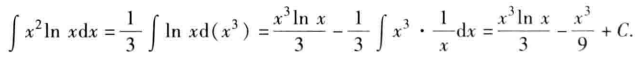 ∫x²ln xdx = 1/3 ∫ln xd(x³) = x³ln x/3 − 1/3 ∫x³ · 1/x dx = x³ln x/3 − x³/9 + C.